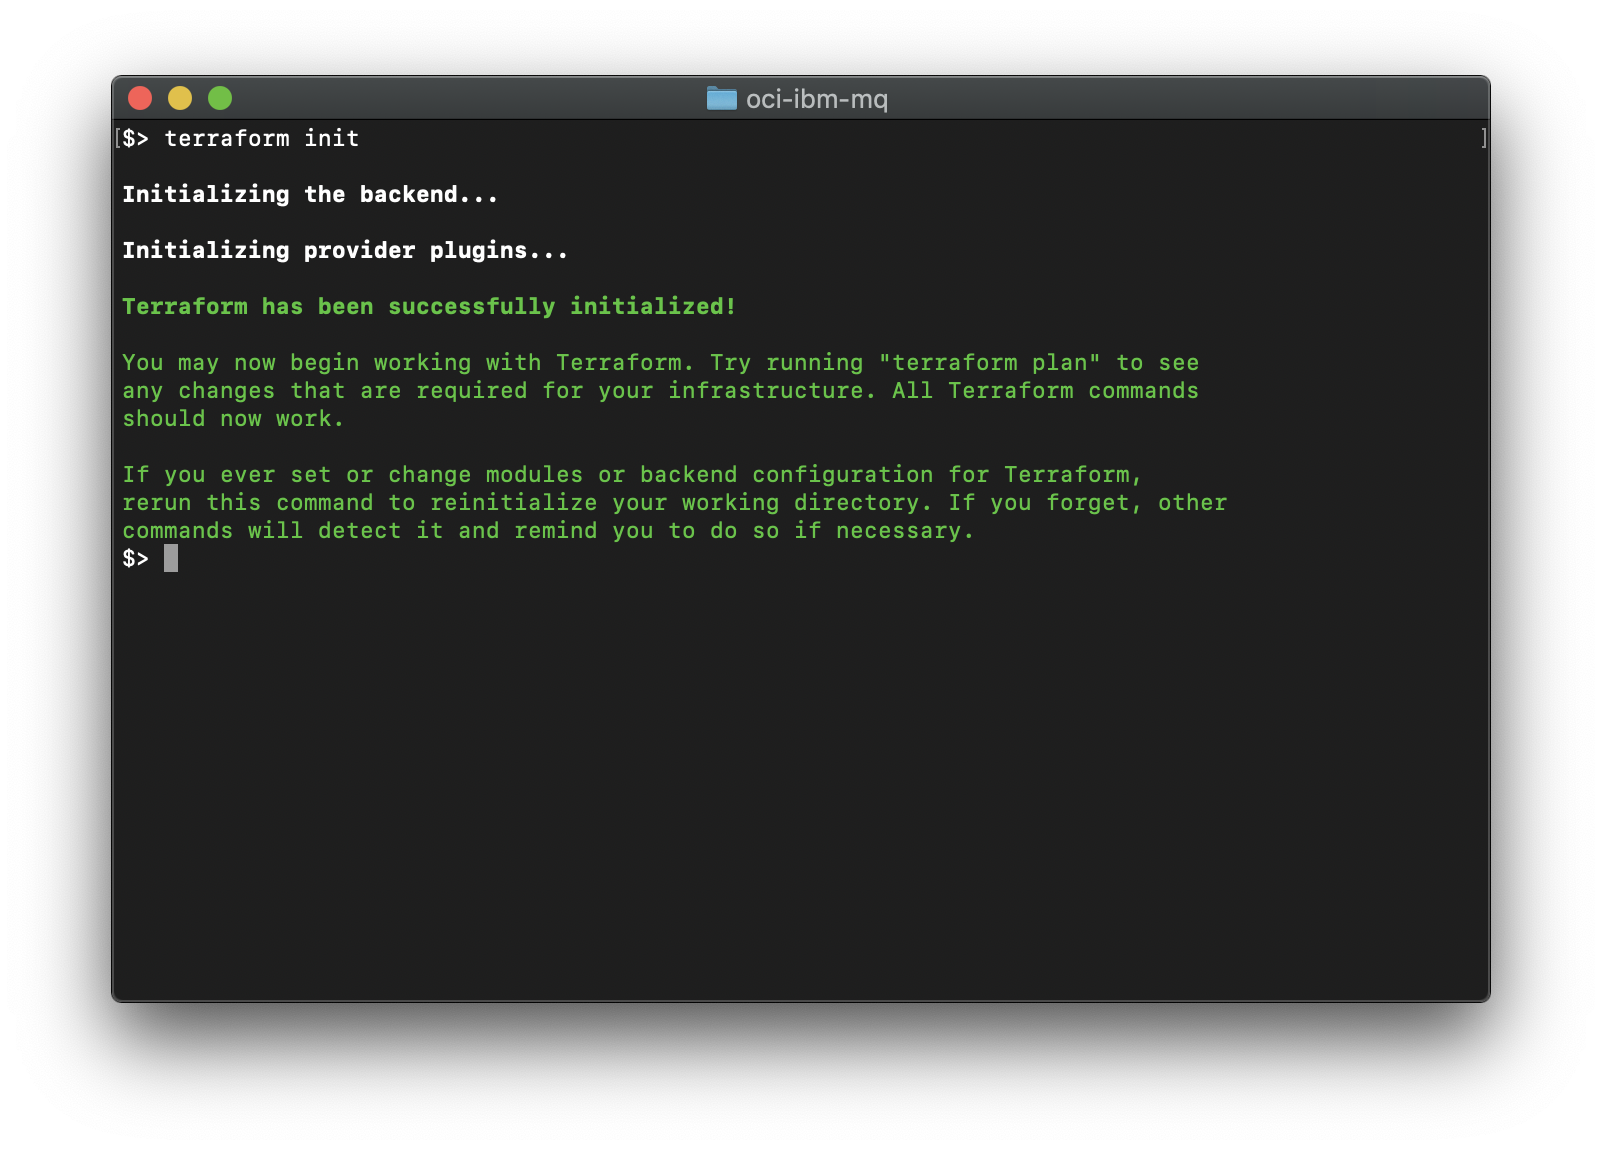 oci-ibm-mq
[$> terraform init ]
Initializing the backend...
Initializing provider plugins...
Terraform has been successfully initialized!
You may now begin working with Terraform. Try running "terraform plan" to see
any changes that are required for your infrastructure. All Terraform commands
should now work.
If you ever set or change modules or backend configuration for Terraform,
rerun this command to reinitialize your working directory. If you forget, other
commands will detect it and remind you to do so if necessary.
$>